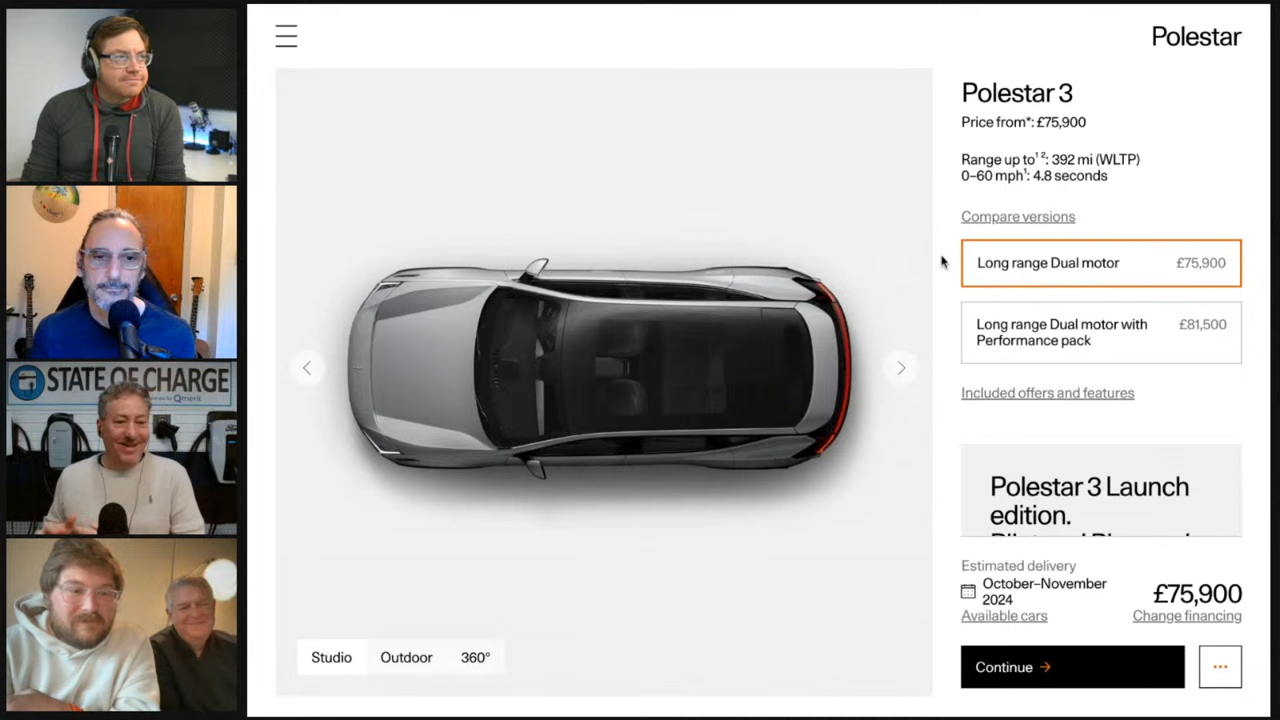 STATE OF CHARGE
Qmerit
Polestar
Polestar 3
Price from*: £75,900
Range up to¹ ²: 392 mi (WLTP)
0–60 mph¹: 4.8 seconds
Compare versions
Long range Dual motor £75,900
Long range Dual motor with £81,500
Performance pack
Included offers and features
Polestar 3 Launch
edition.
Estimated delivery
October–November
2024
£75,900
Available cars
Change financing
Studio Outdoor 360°
Continue →